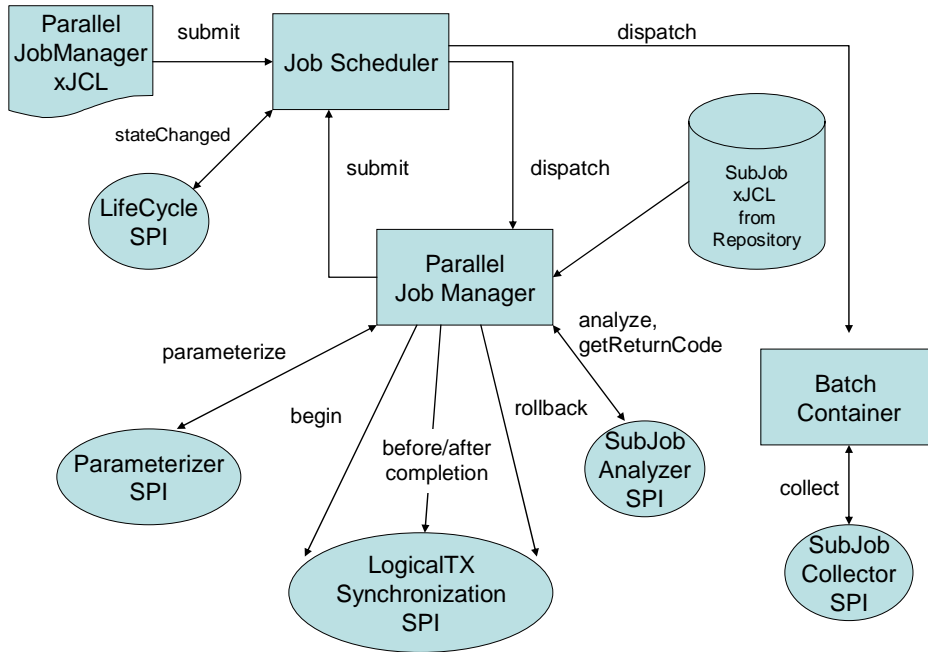 Parallel
JobManager
xJCL
submit
Job Scheduler
dispatch
stateChanged
submit
dispatch
SubJob
xJCL
from
Repository
LifeCycle
SPI
Parallel
Job Manager
analyze,
getReturnCode
parameterize
begin
before/after
completion
rollback
Batch
Container
Parameterizer
SPI
SubJob
Analyzer
SPI
collect
LogicalTX
Synchronization
SPI
SubJob
Collector
SPI